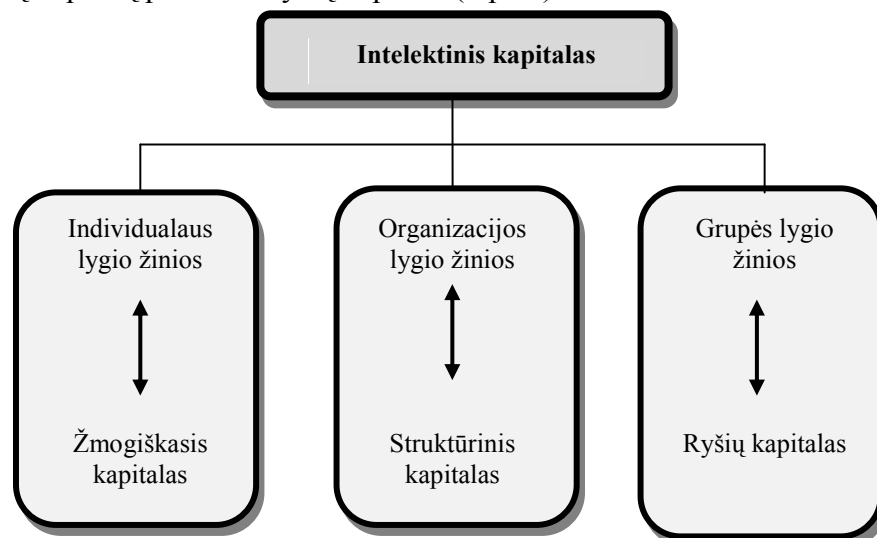 Intelektinis kapitalas
Individualaus
lygio žinios
Žmogiškasis
kapitalas
Organizacijos
lygio žinios
Struktūrinis
kapitalas
Grupės lygio
žinios
Ryšių kapitalas